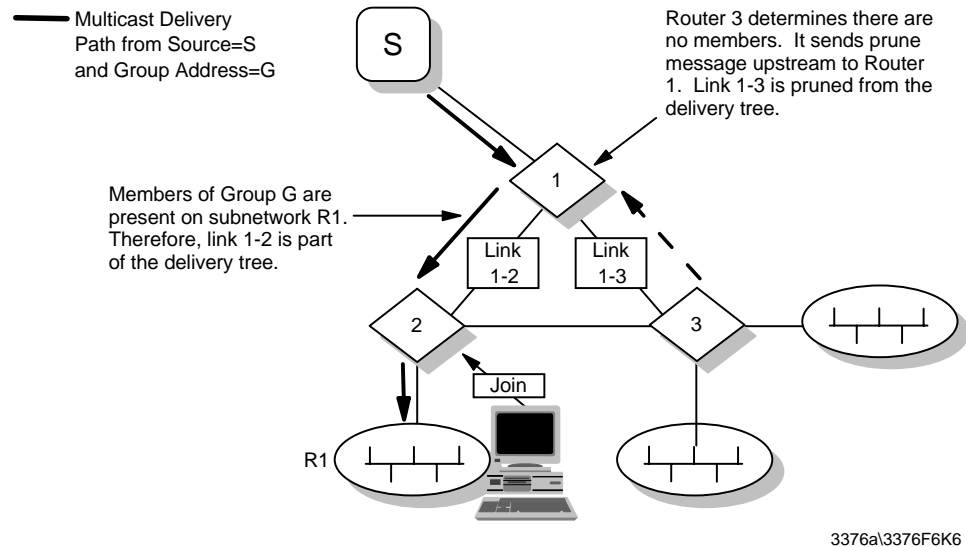 Multicast Delivery
Path from Source=S
and Group Address=G
S
Router 3 determines there are
no members. It sends prune
message upstream to Router
1. Link 1-3 is pruned from the
delivery tree.
1
Members of Group G are
present on subnetwork R1.
Therefore, link 1-2 is part
of the delivery tree.
Link
1-2
Link
1-3
2
3
Join
R1
3376a\3376F6K6